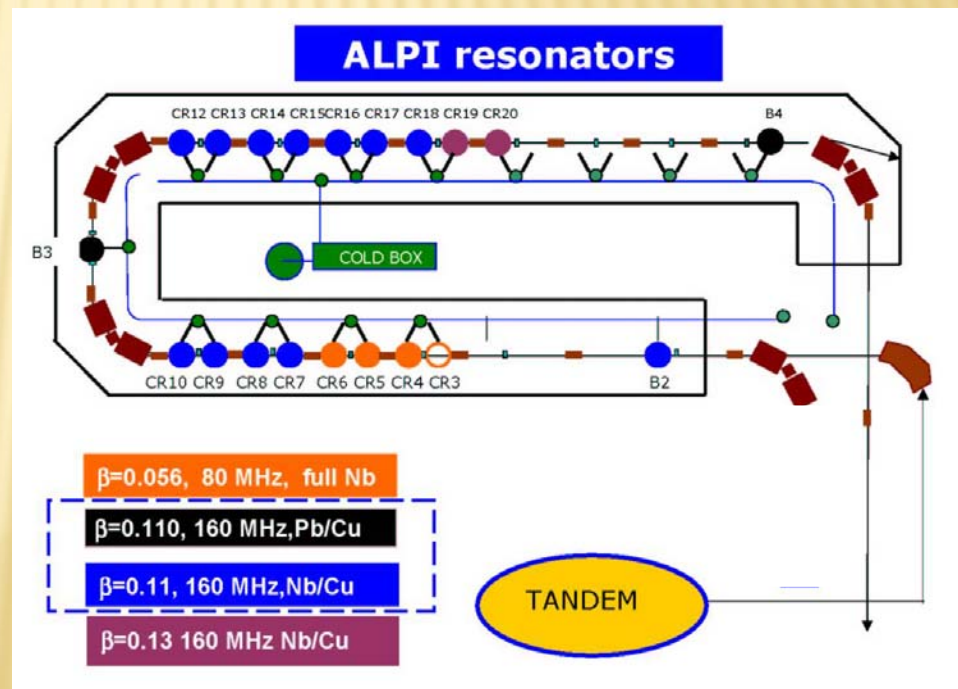 ALPI resonators
CR12 CR13 CR14 CR15 CR16 CR17 CR18 CR19 CR20
B4
B3
COLD BOX
CR10 CR9 CR8 CR7 CR6 CR5 CR4 CR3
B2
β=0.056, 80 MHz, full Nb
β=0.110, 160 MHz,Pb/Cu
β=0.11, 160 MHz,Nb/Cu
β=0.13 160 MHz Nb/Cu
TANDEM